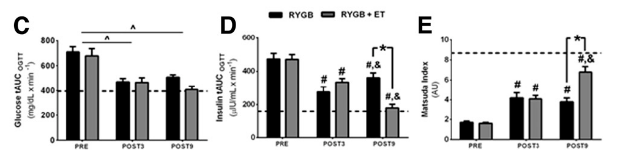 C
Glucose tAUC OGTT
(mg/dL x min -1)
800
600
400
200
0
^
^
PRE
POST3
POST9
RYGB
RYGB + ET
D
Insulin tAUC OGTT
(µIU/mL x min-1)
600
400
200
0
#
#
#,&
*
#,&
PRE
POST3
POST9
E
Matsuda Index
(AU)
10
8
6
4
2
0
#
#
#
*
#,&
PRE
POST3
POST9